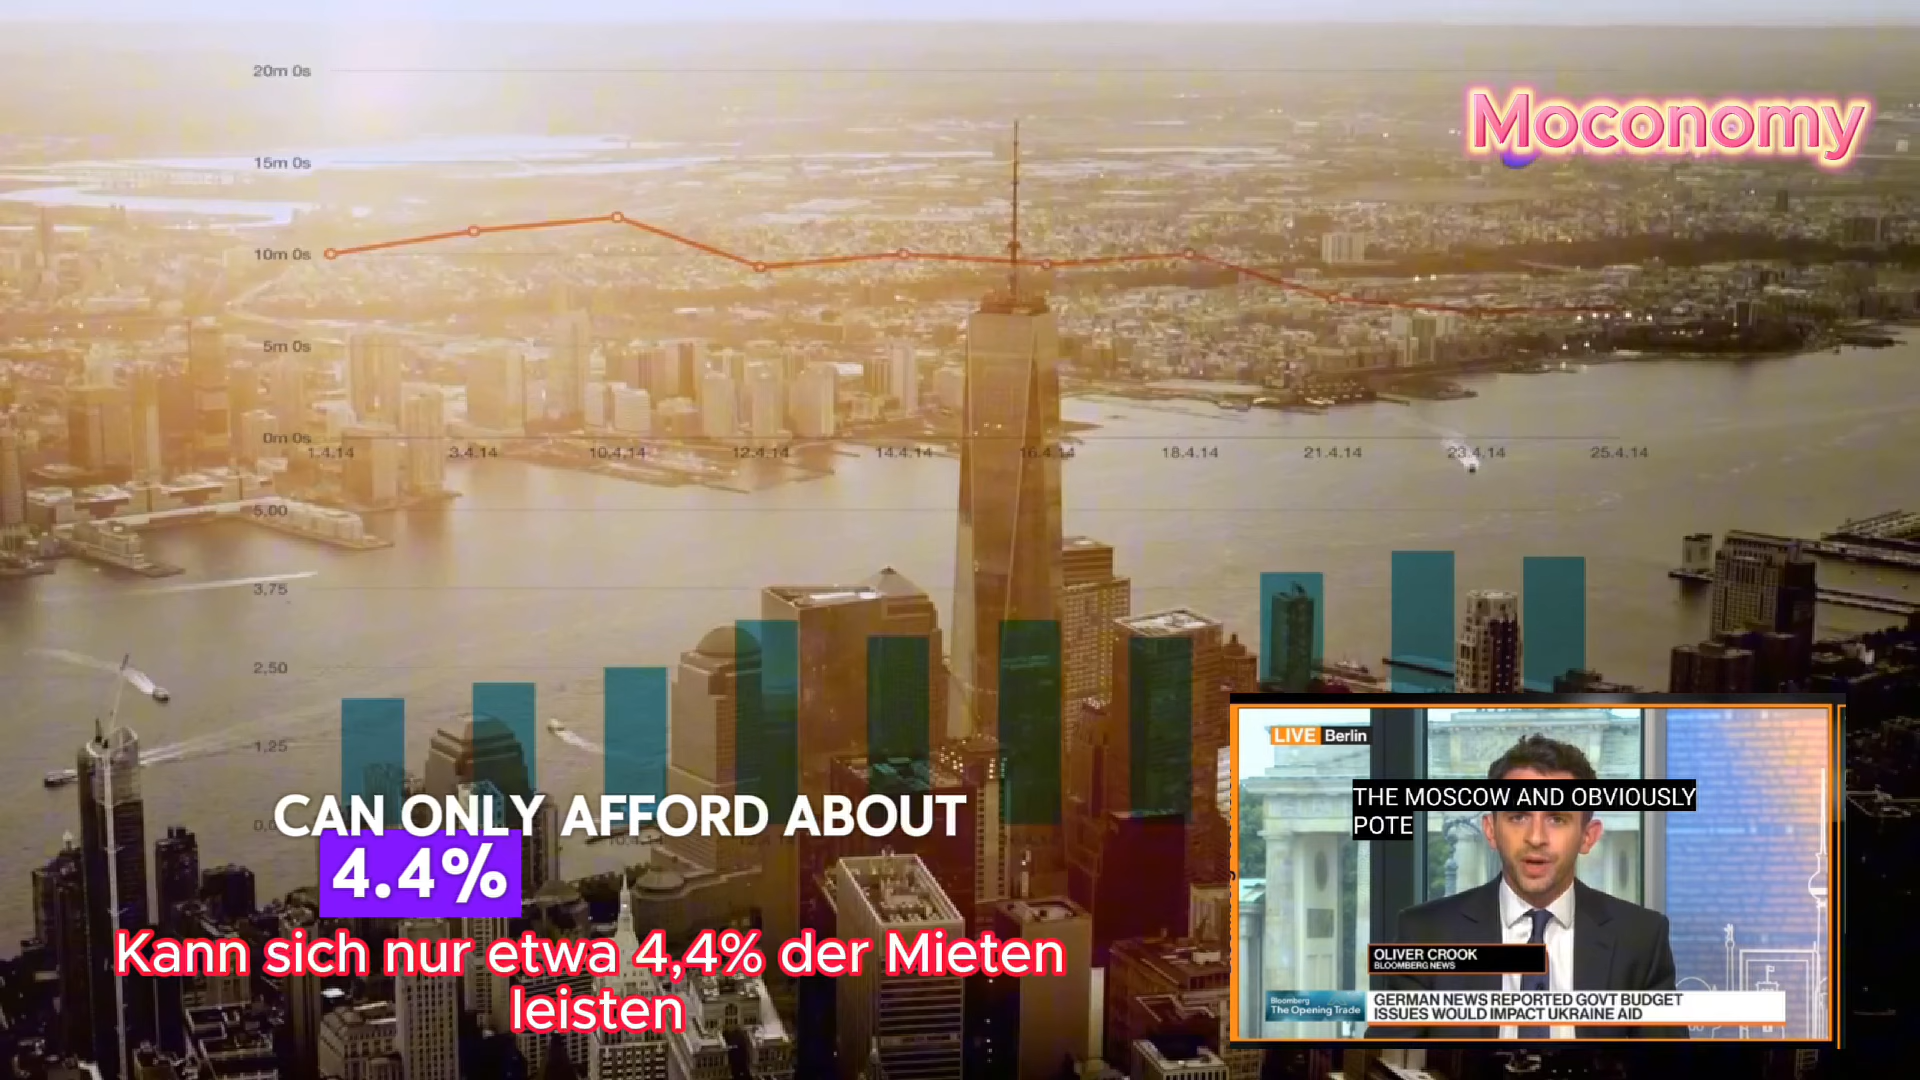 20m 0s
Moconomy
15m 0s
10m 0s
5m 0s
0m 0s
1.4.14
3.4.14
10.4.14
12.4.14
14.4.14
16.4.14
18.4.14
21.4.14
23.4.14
25.4.14
5,00
3,75
2,50
1,25
CAN ONLY AFFORD ABOUT
4.4%
Kann sich nur etwa 4,4% der Mieten
leisten
LIVE Berlin
THE MOSCOW AND OBVIOUSLY
POTE
OLIVER CROOK
BLOOMBERG NEWS
Bloomberg
The Opening Trade
GERMAN NEWS REPORTED GOVT BUDGET
ISSUES WOULD IMPACT UKRAINE AID